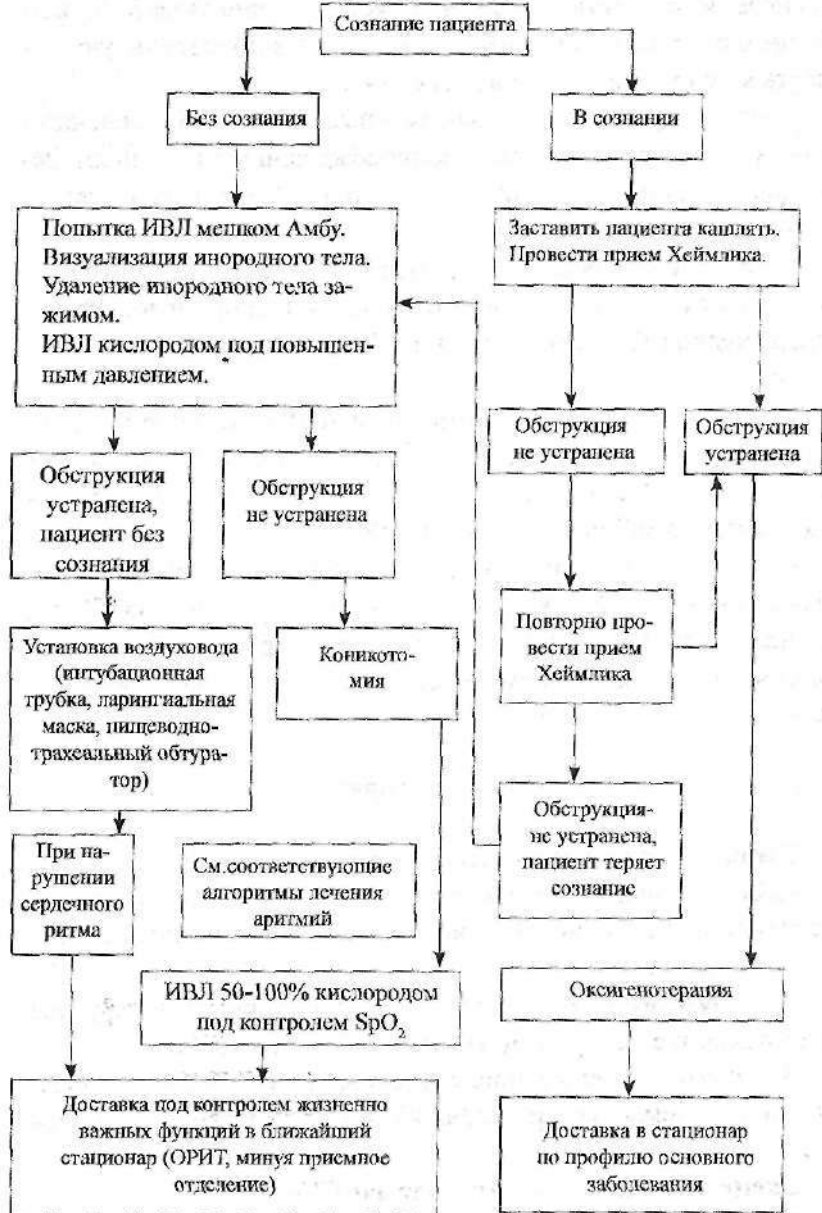 Сознание пациента
Без сознания
В сознании
Попытка ИВЛ мешком Амбу.
Визуализация инородного тела.
Удаление инородного тела за-
жимом.
ИВЛ кислородом под повышен-
ным давлением.
Заставить пациента кашлять.
Провести прием Хеймлика.
Обструкция
не устранена
Обструкция
устранена
Обструкция
устранена,
пациент без
сознания
Обструкция
не устранена
Установка воздуховода
(интубационная
трубка, ларингиальная
маска, пищеводно-
трахеальный обтура-
тор)
Коникото-
мия
Повторно про-
вести прием
Хеймлика
Обструкция-
не устранена,
пациент теряет
сознание
При на-
рушении
сердечного
ритма
См.соответствующие
алгоритмы лечения
аритмий
ИВЛ 50-100% кислородом
под контролем SpO₂
Оксигенотерапия
Доставка под контролем жизненно
важных функций в ближайший
стационар (ОРИТ, минуя приемное
отделение)
Доставка в стационар
по профилю основного
заболевания